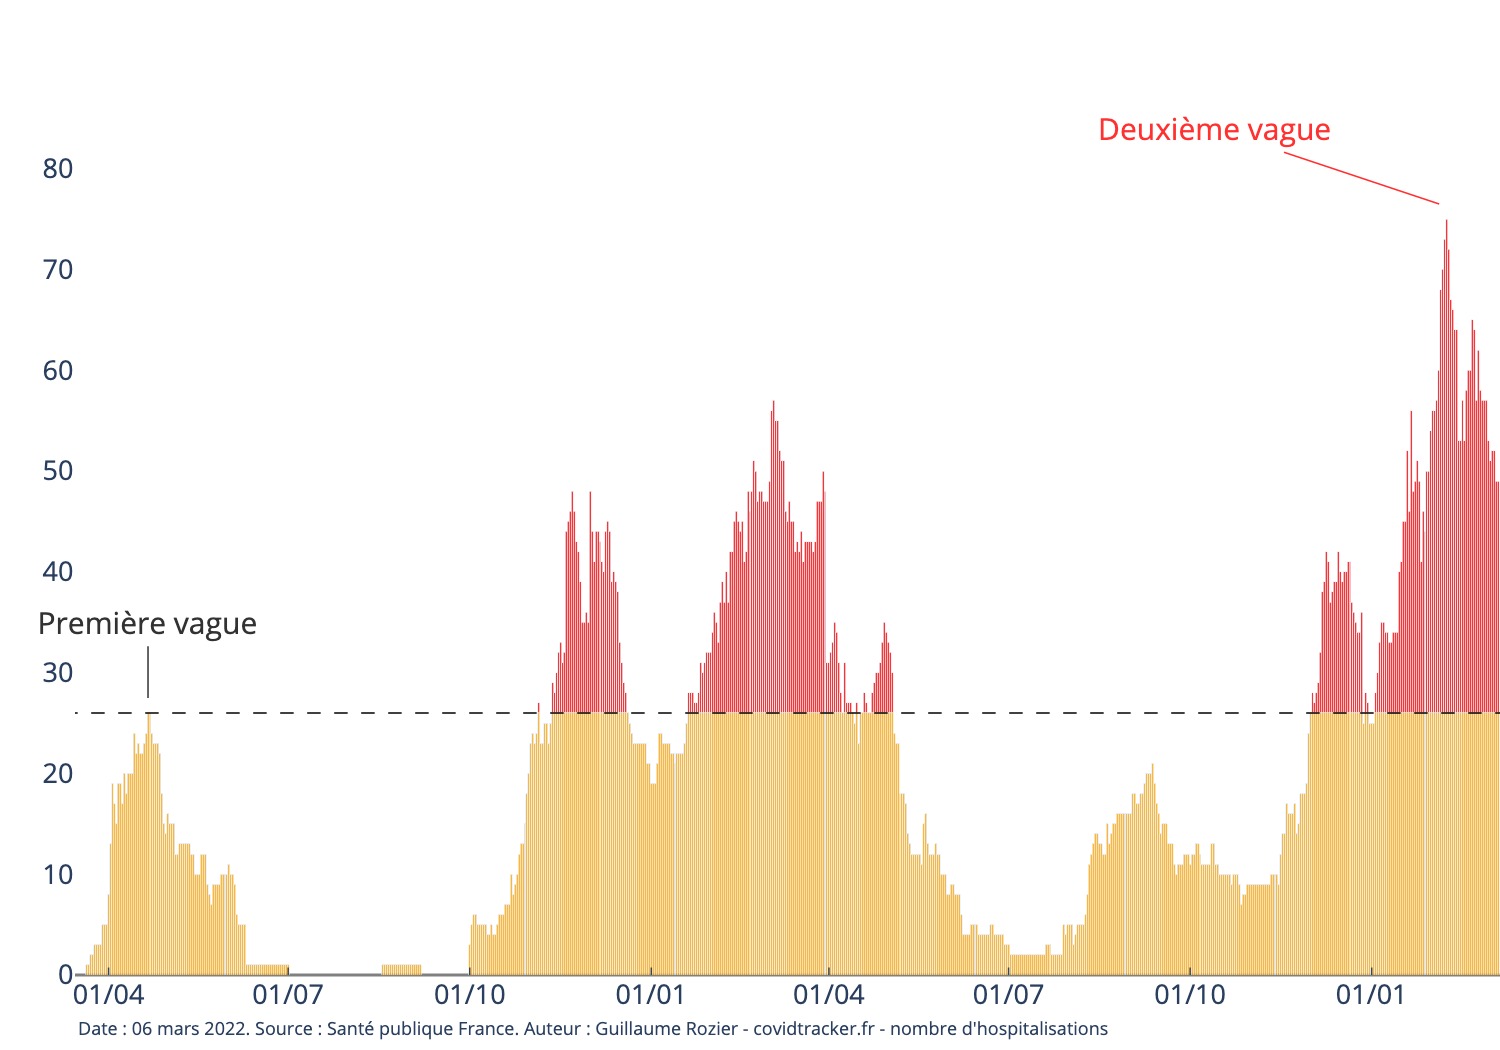 Deuxième vague
80
70
60
50
40
Première vague
30
20
10
0
01/04 01/07 01/10 01/01 01/04 01/07 01/10 01/01
Date : 06 mars 2022. Source : Santé publique France. Auteur : Guillaume Rozier - covidtracker.fr - nombre d'hospitalisations